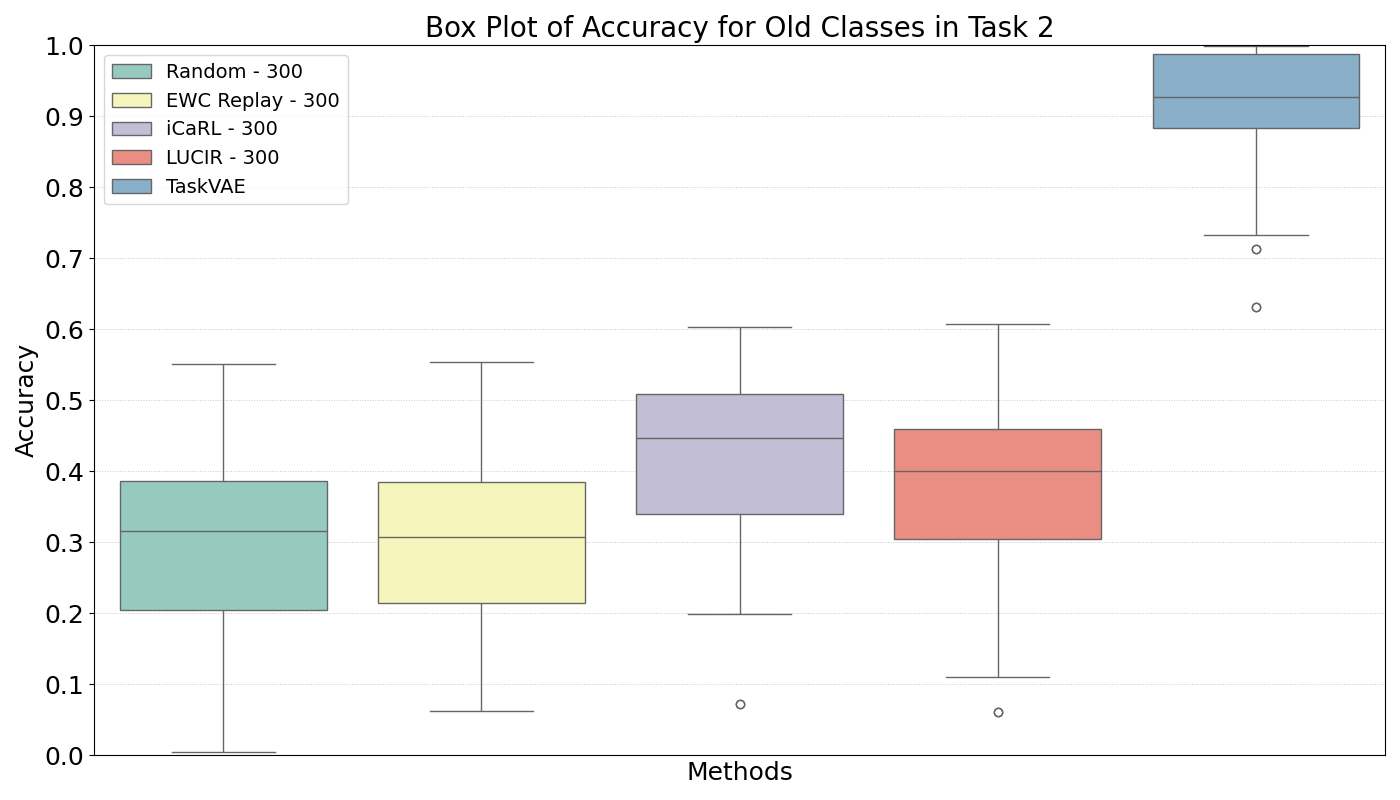 Box Plot of Accuracy for Old Classes in Task 2
1.0
0.9
0.8
0.7
0.6
0.5
0.4
0.3
0.2
0.1
0.0
Accuracy
Random - 300
EWC Replay - 300
iCaRL - 300
LUCIR - 300
TaskVAE
Methods